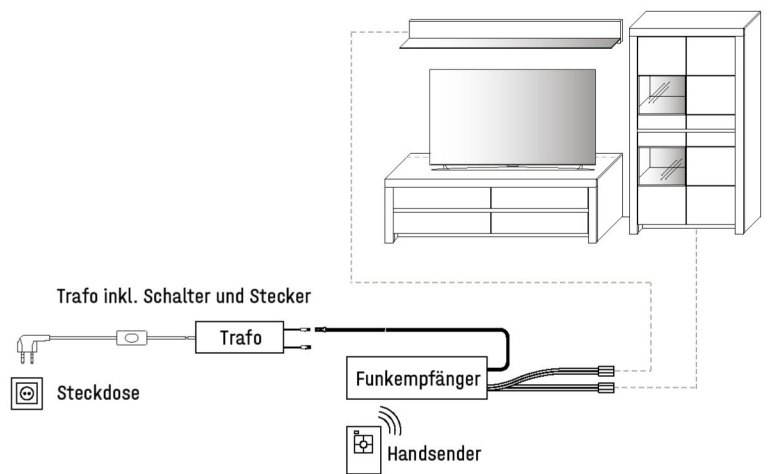 Trafo inkl. Schalter und Stecker
Trafo
Funkempfänger
Steckdose
Handsender